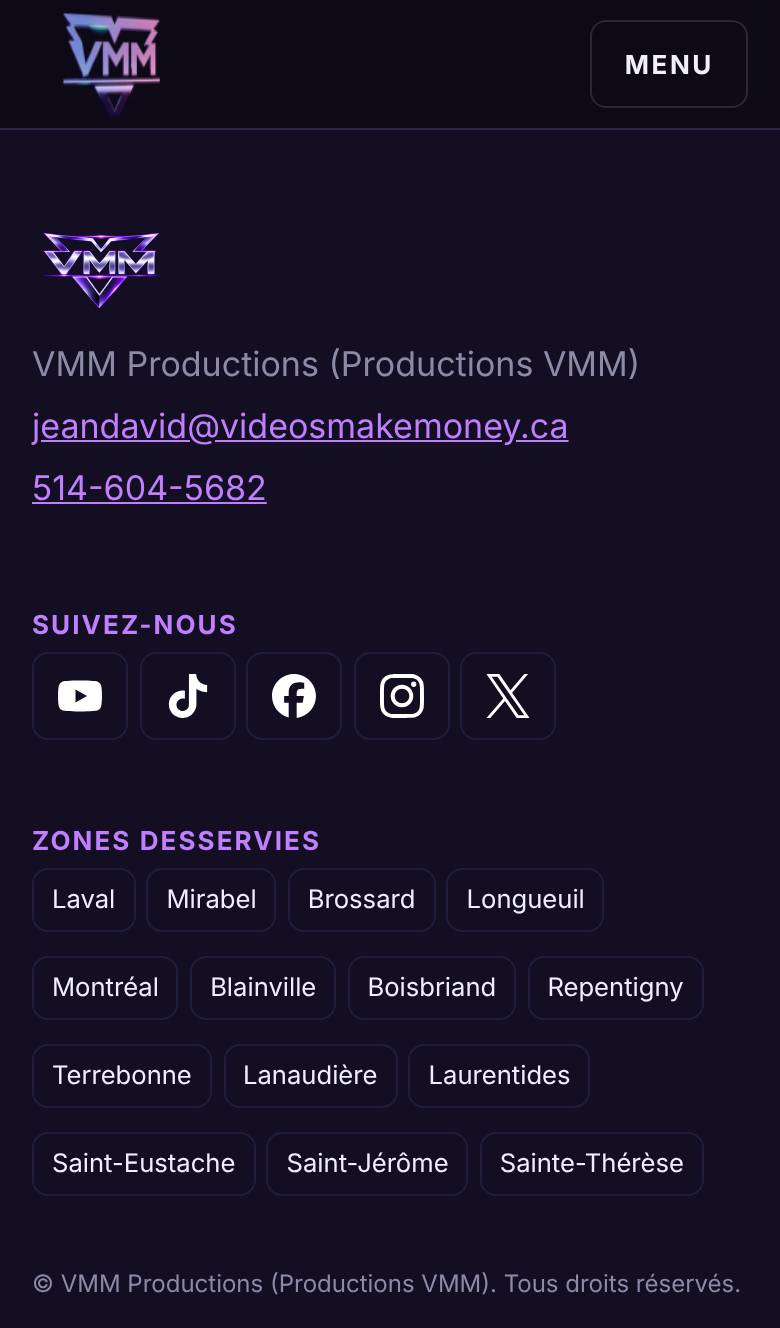 VMM
MENU
VMM
VMM Productions (Productions VMM)
jeandavid@videosmakemoney.ca
514-604-5682
SUIVEZ-NOUS
ZONES DESSERVIES
Laval Mirabel Brossard Longueuil
Montréal Blainville Boisbriand Repentigny
Terrebonne Lanaudière Laurentides
Saint-Eustache Saint-Jérôme Sainte-Thérèse
© VMM Productions (Productions VMM). Tous droits réservés.